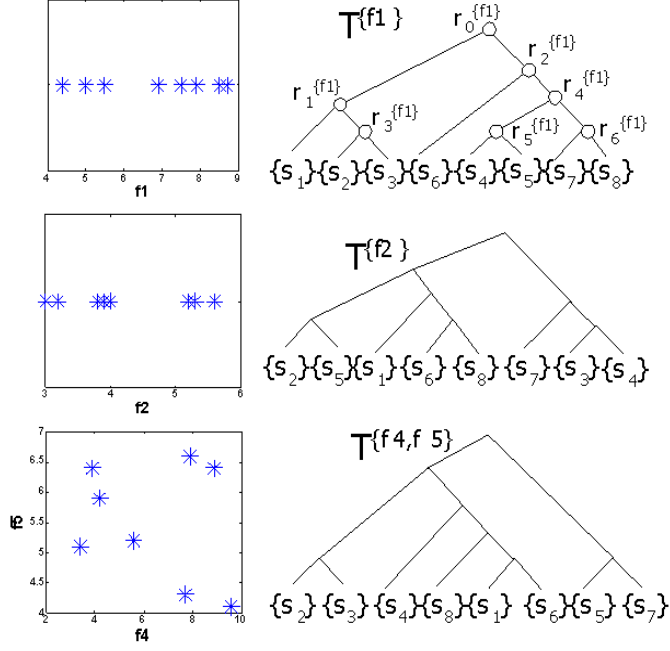 T{f1}
r0{f1}
r2{f1}
r1{f1}
r4{f1}
r3{f1}
r5{f1}
r6{f1}
{s1}{s2}{s3}{s6}{s4}{s5}{s7}{s8}
4 5 6 7 8 9
f1
T{f2}
{s2}{s5}{s1}{s6}{s8}{s7}{s3}{s4}
3 4 5 6
f2
T{f4,f5}
7
6.5
6
5.5
5
4.5
4
f5
{s2}{s3}{s4}{s8}{s1}{s6}{s5}{s7}
2 4 6 8 10
f4